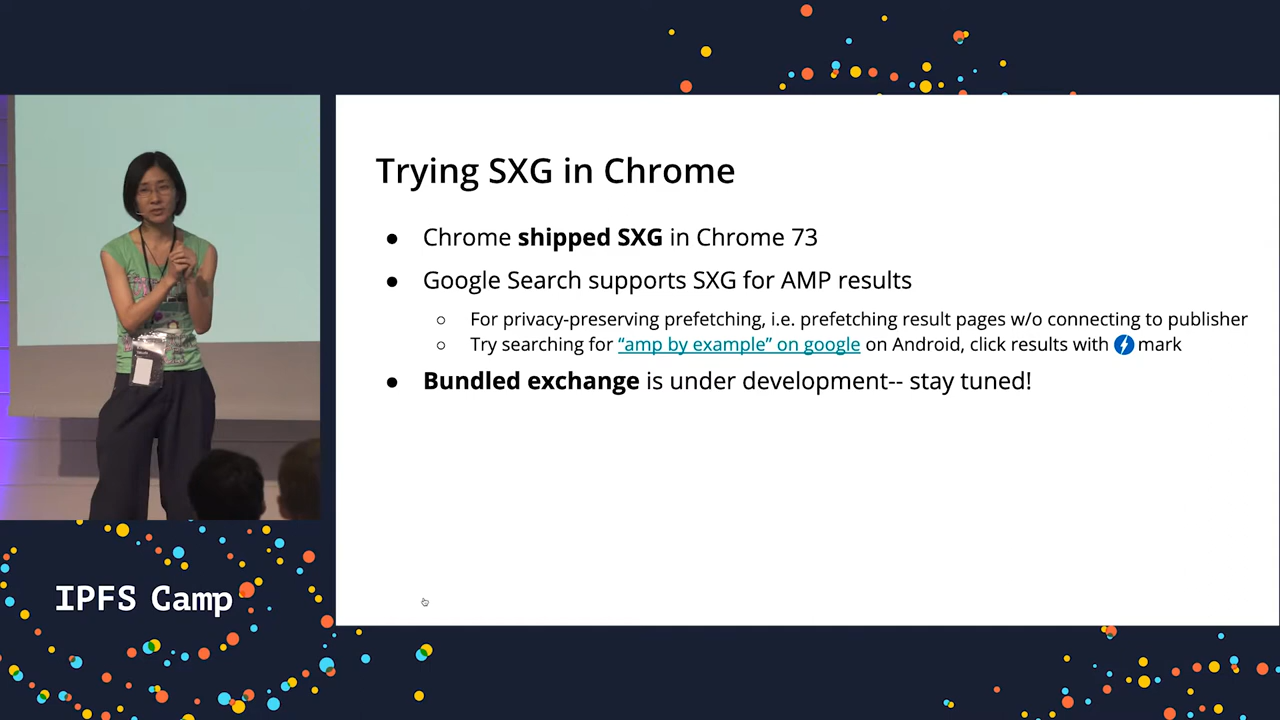 Trying SXG in Chrome
● Chrome shipped SXG in Chrome 73
● Google Search supports SXG for AMP results
○ For privacy-preserving prefetching, i.e. prefetching result pages w/o connecting to publisher
○ Try searching for “amp by example” on google on Android, click results with mark
● Bundled exchange is under development-- stay tuned!
IPFS Camp